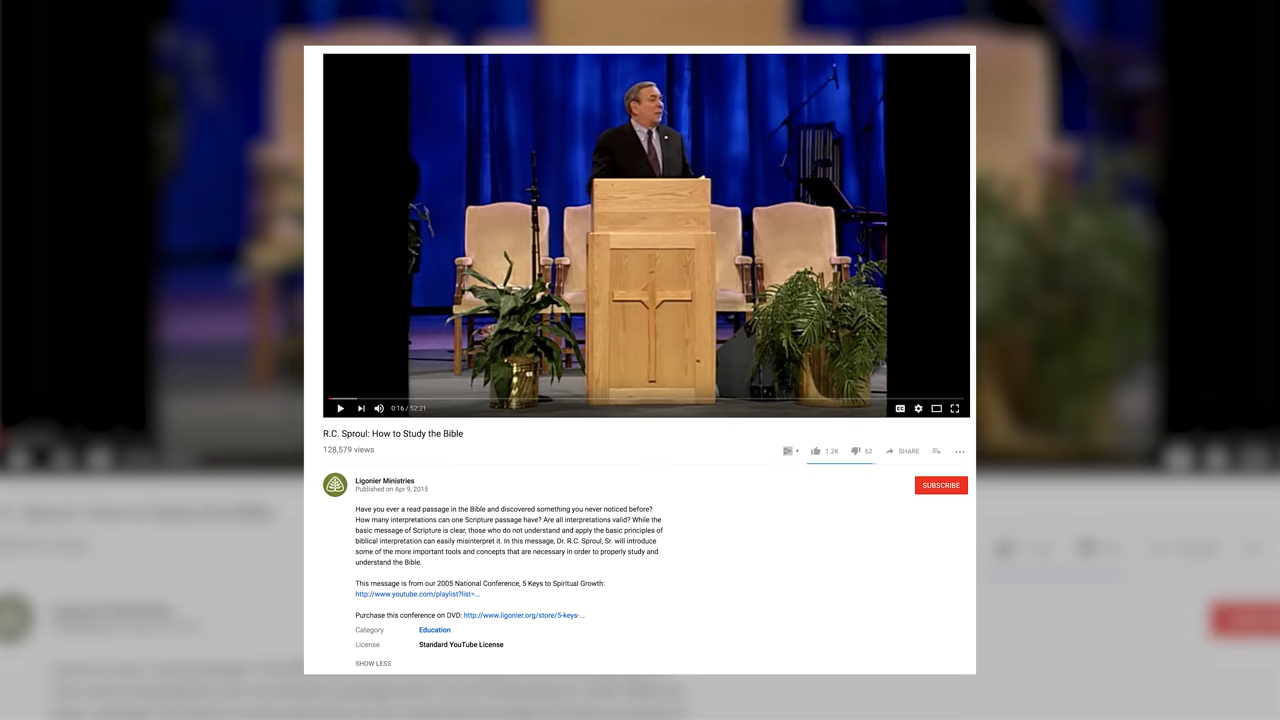 0:16 / 52:21
CC
R.C. Sproul: How to Study the Bible
128,579 views
1.2K 62 SHARE
Ligonier Ministries
Published on Apr 9, 2015
SUBSCRIBE
Have you ever a read passage in the Bible and discovered something you never noticed before?
How many interpretations can one Scripture passage have? Are all interpretations valid? While the
basic message of Scripture is clear, those who do not understand and apply the basic principles of
biblical interpretation can easily misinterpret it. In this message, Dr. R.C. Sproul, Sr. will introduce
some of the more important tools and concepts that are necessary in order to properly study and
understand the Bible.
This message is from our 2005 National Conference, 5 Keys to Spiritual Growth:
http://www.youtube.com/playlist?list=...
Purchase this conference on DVD: http://www.ligonier.org/store/5-keys-...
Category Education
License Standard YouTube License
SHOW LESS